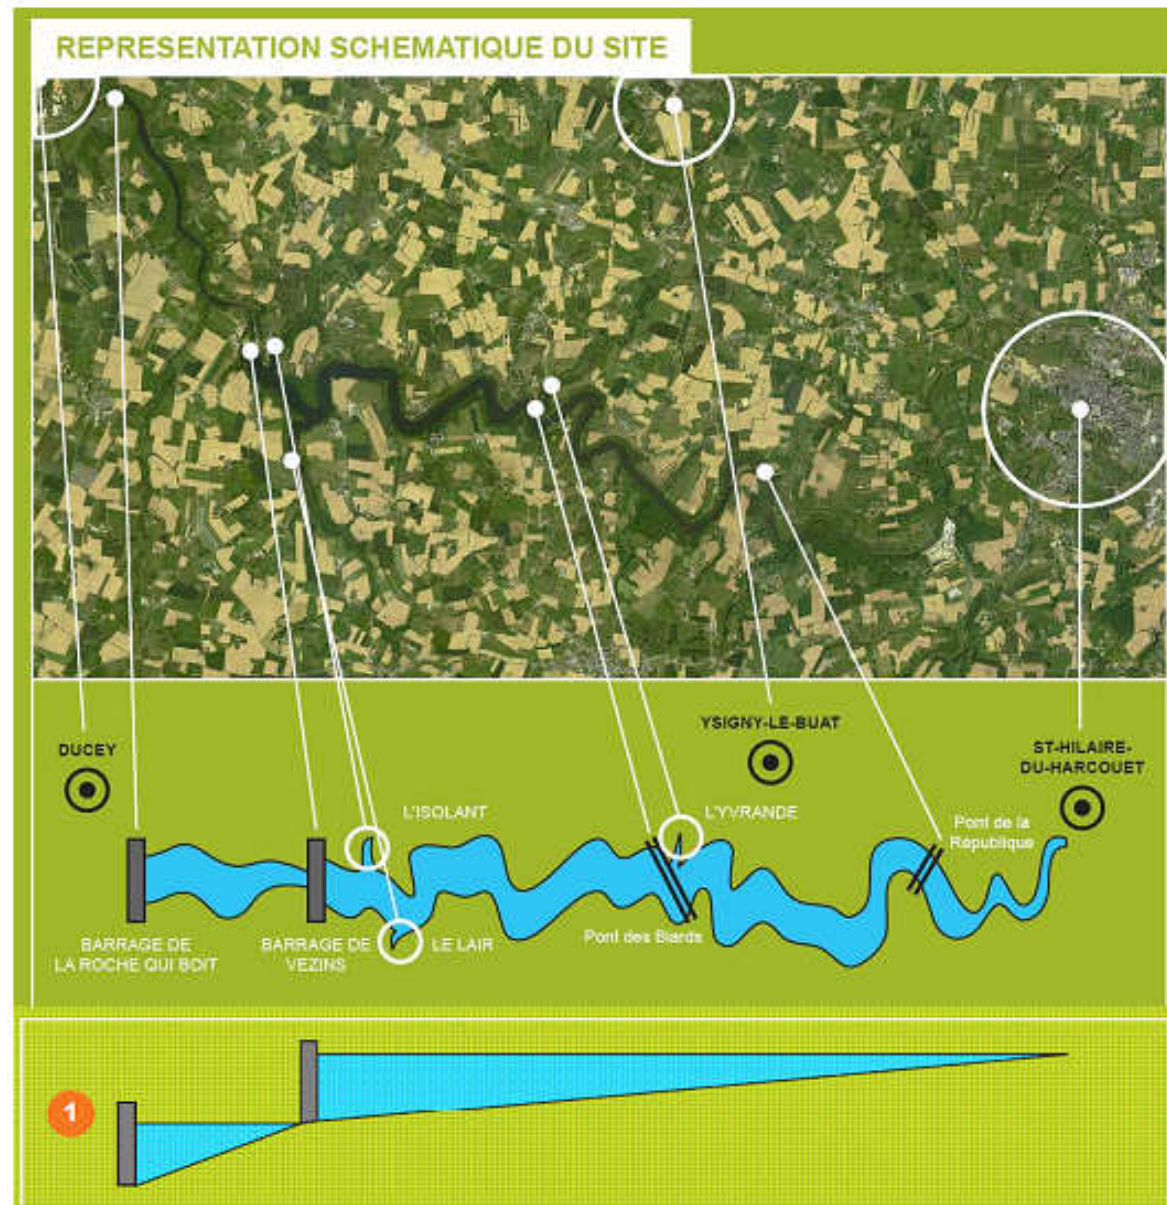 REPRESENTATION SCHEMATIQUE DU SITE
DUCEY
YSIGNY-LE-BUAT
ST-HILAIRE-
DU-HARCOUET
L'ISOLANT
L'YVRANDE
Pont de la
République
BARRAGE DE
LA ROCHE QUI BOIT
BARRAGE DE
VEZINS
LE LAIR
Pont des Biards
1